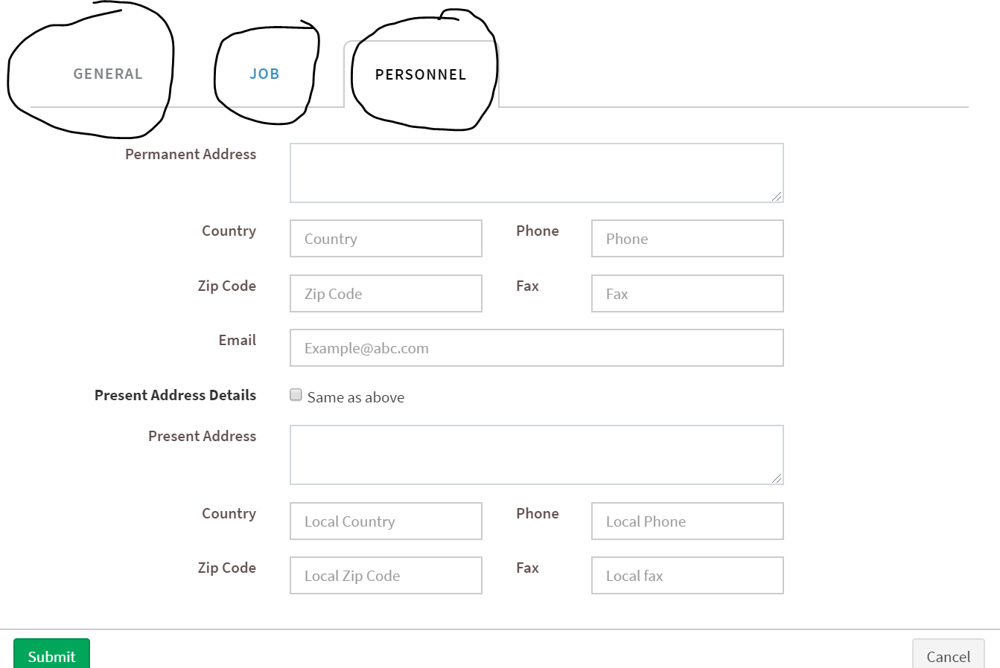 GENERAL JOB PERSONNEL
Permanent Address
Country Country Phone Phone
Zip Code Zip Code Fax Fax
Email Example@abc.com
Present Address Details Same as above
Present Address
Country Local Country Phone Local Phone
Zip Code Local Zip Code Fax Local fax
Submit Cancel